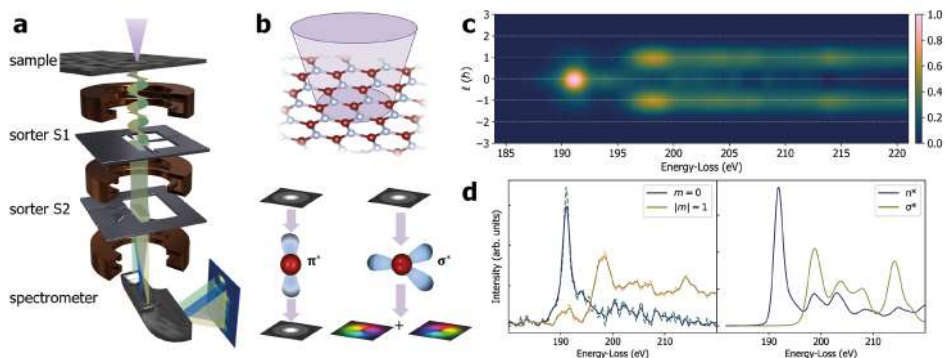 a
sample
sorter S1
sorter S2
spectrometer
b
π*
σ*
+
c
ℓ (ħ)
3
2
1
0
−1
−2
−3
185 190 195 200 205 210 215 220
Energy-Loss (eV)
1.0
0.8
0.6
0.4
0.2
0.0
d
Intensity (arb. units)
m = 0
|m| = 1
190 200 210
Energy-Loss (eV)
π*
σ*
190 200 210
Energy-Loss (eV)